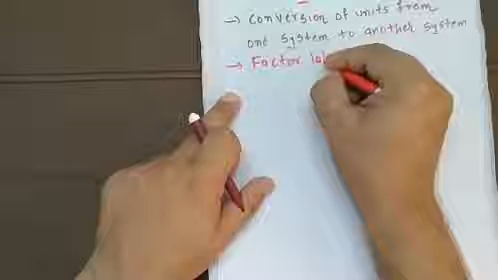 → Conversion of units from
one system to another system
→ Factor